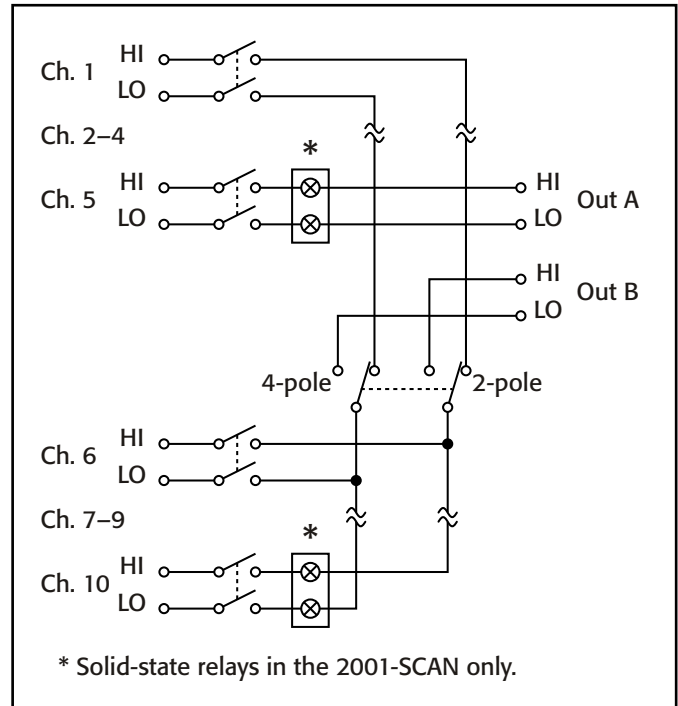 Ch. 1 HI
LO
Ch. 2–4
*
Ch. 5 HI HI Out A
LO LO
HI Out B
LO
4-pole 2-pole
Ch. 6 HI
LO
Ch. 7–9
*
Ch. 10 HI
LO
* Solid-state relays in the 2001-SCAN only.